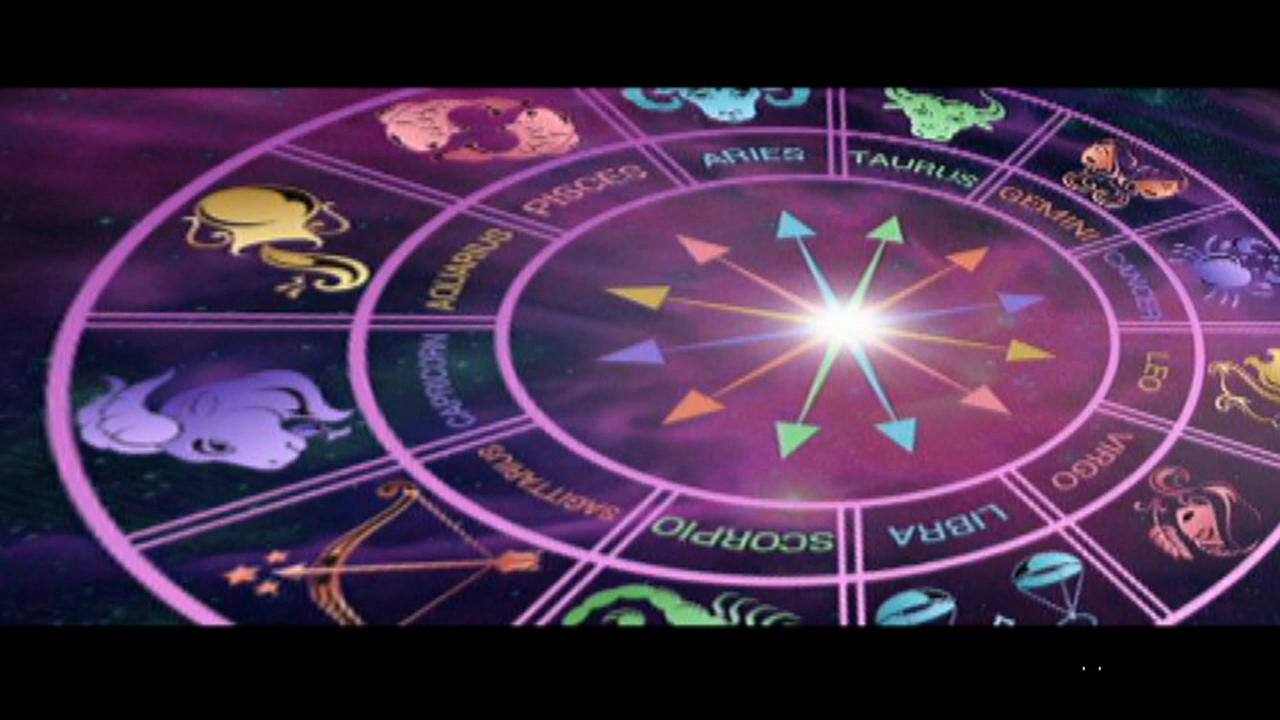 ARIES
TAURUS
GEMINI
CANCER
LEO
VIRGO
LIBRA
SCORPIO
SAGITTARIUS
CAPRICORN
AQUARIUS
PISCES